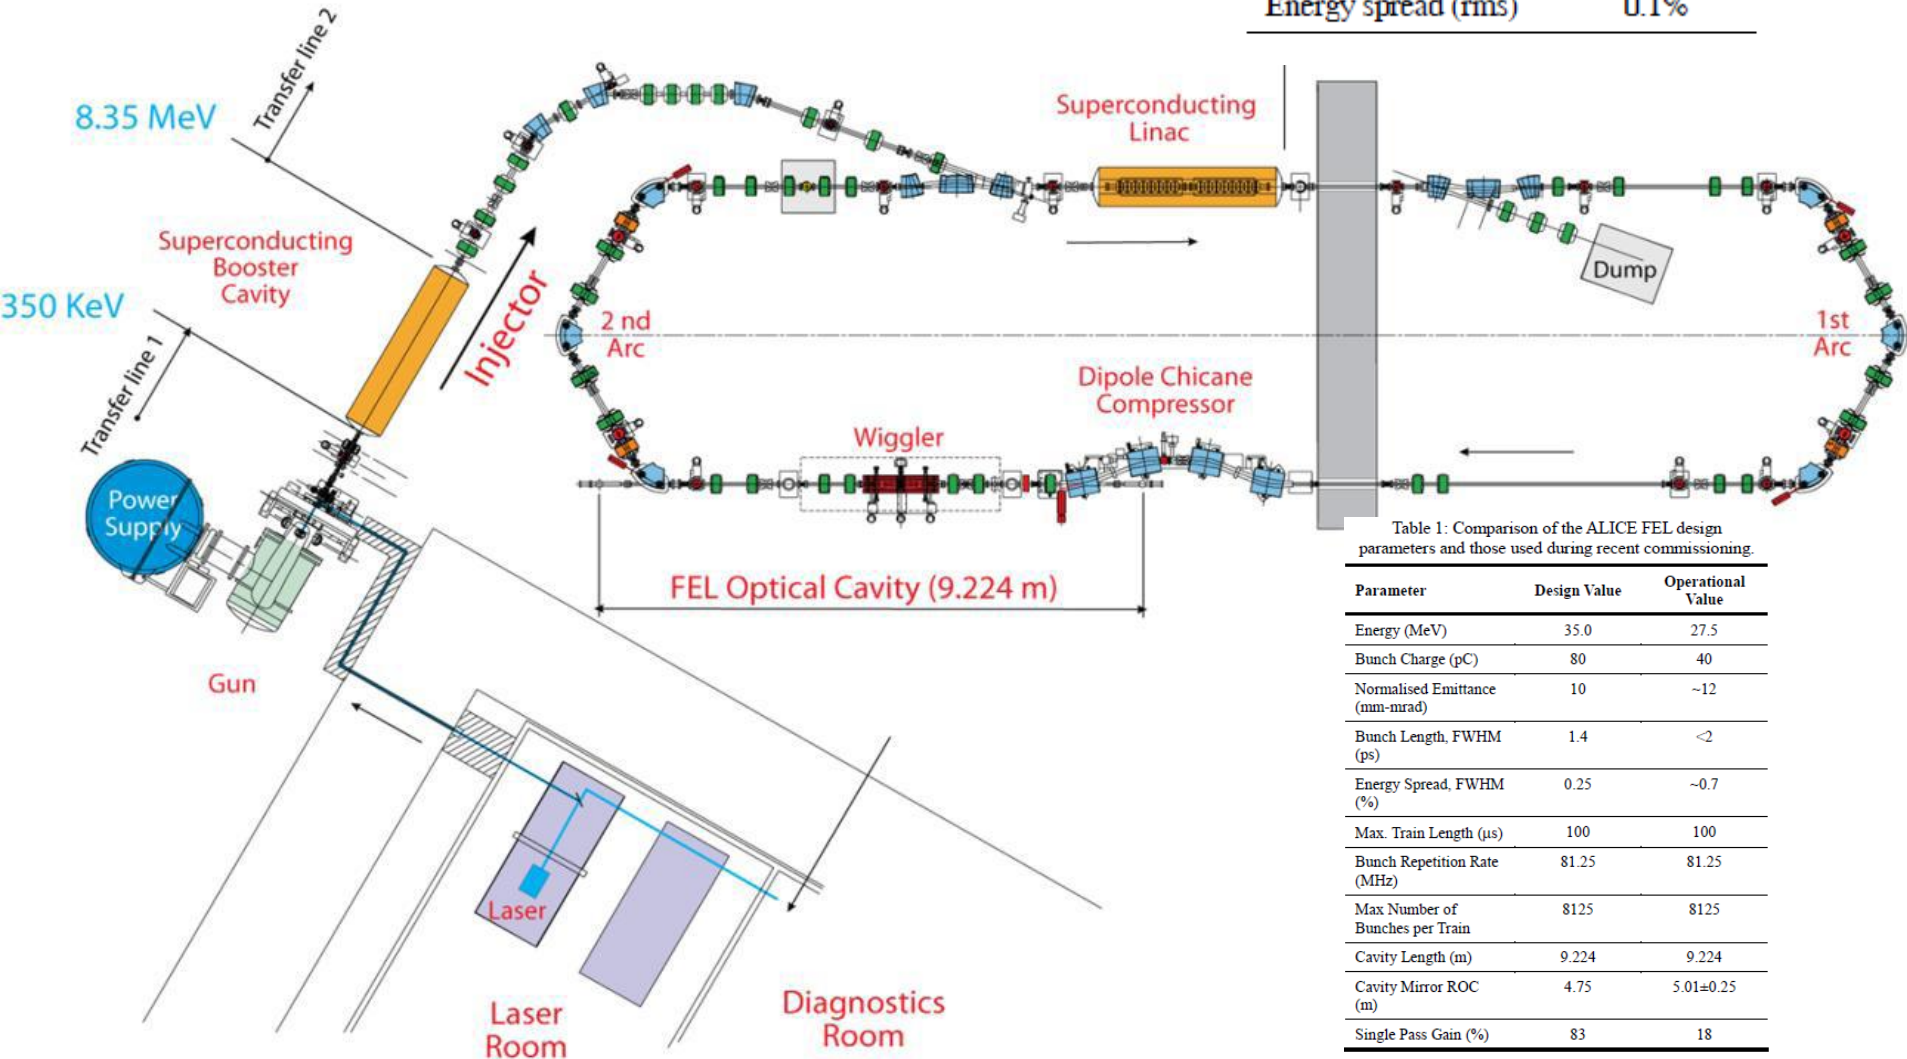 Energy spread (rms) 0.1%
Transfer line 2
8.35 MeV
Superconducting
Linac
Superconducting
Booster
Cavity
Injector
Dump
350 KeV
2 nd
Arc
1st
Arc
Transfer line 1
Dipole Chicane
Compressor
Wiggler
Power
Supply
FEL Optical Cavity (9.224 m)
Gun
Laser
Laser
Room
Diagnostics
Room
Table 1: Comparison of the ALICE FEL design
parameters and those used during recent commissioning.
Parameter Design Value Operational
Value
Energy (MeV) 35.0 27.5
Bunch Charge (pC) 80 40
Normalised Emittance 10 ~12
(mm-mrad)
Bunch Length, FWHM 1.4 <2
(ps)
Energy Spread, FWHM 0.25 ~0.7
(%)
Max. Train Length (μs) 100 100
Bunch Repetition Rate 81.25 81.25
(MHz)
Max Number of 8125 8125
Bunches per Train
Cavity Length (m) 9.224 9.224
Cavity Mirror ROC 4.75 5.01±0.25
(m)
Single Pass Gain (%) 83 18